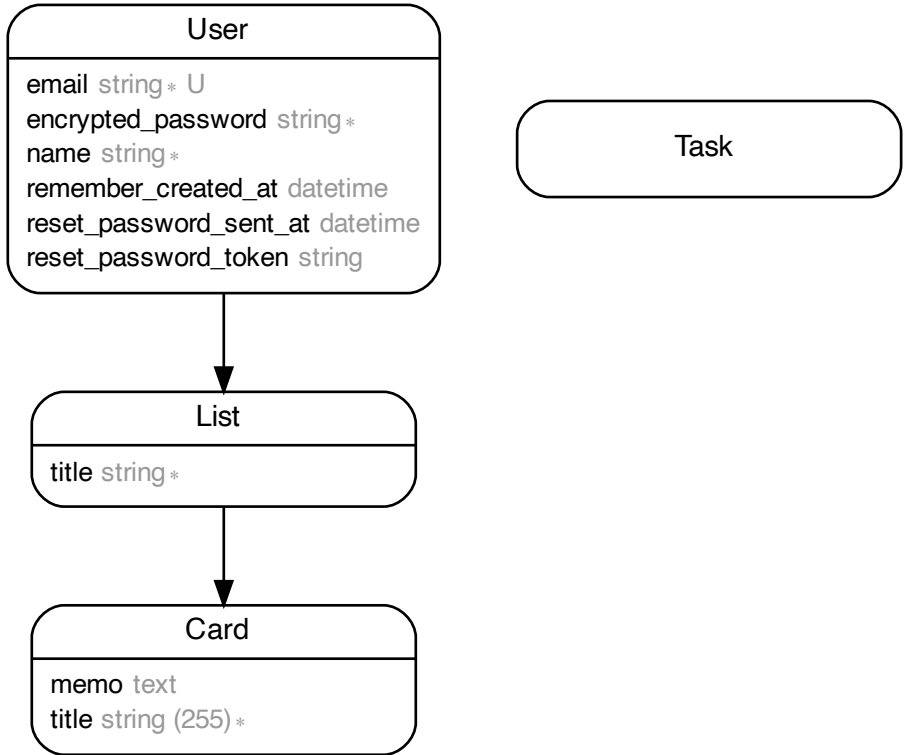 User
email string* U
encrypted_password string*
name string*
remember_created_at datetime
reset_password_sent_at datetime
reset_password_token string
Task
List
title string*
Card
memo text
title string (255)*